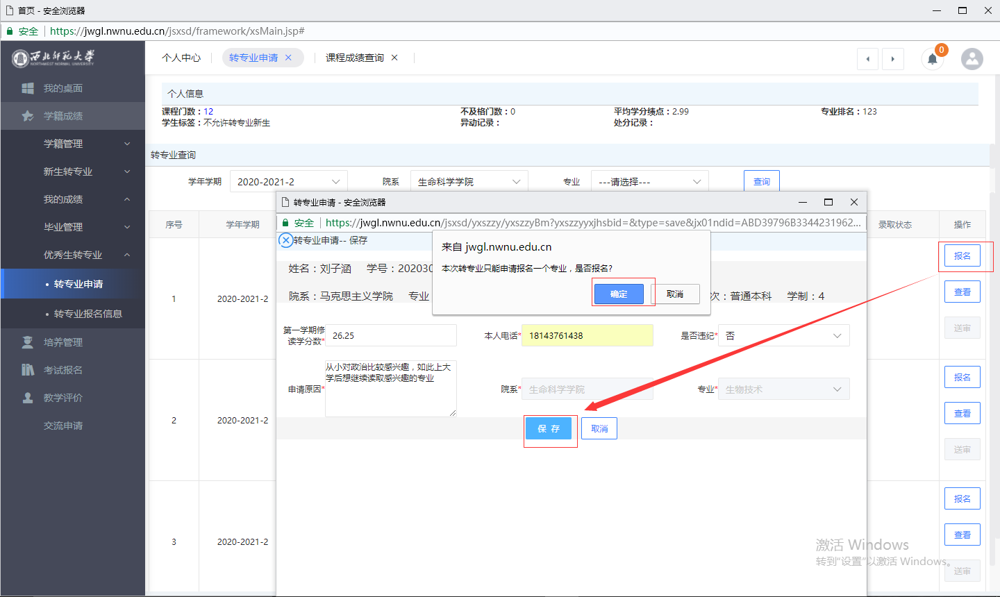 首页 - 安全浏览器
安全 | https://jwgl.nwnu.edu.cn/jsxsd/framework/xsMain.jsp#
西北师范大学
NORTHWEST NORMAL UNIVERSITY
个人中心 转专业申请 × 课程成绩查询 ×
0
我的桌面
学籍成绩
学籍管理
新生转专业
我的成绩
毕业管理
优秀生转专业
• 转专业申请
• 转专业报名信息
培养管理
考试报名
教学评价
交流申请
个人信息
课程门数：12 不及格门数：0 平均学分绩点：2.99 专业排名：123
学生标签：不允许转专业新生 异动记录： 处分记录：
转专业查询
学年学期 2020-2021-2 院系 生命科学学院 专业 ---请选择--- 查询
序号 学年学期 录取状态 操作
1 2020-2021-2 报名
查看
送审
2 2020-2021-2 报名
查看
送审
3 2020-2021-2 报名
查看
送审
转专业申请 - 安全浏览器
安全 | https://jwgl.nwnu.edu.cn/jsxsd/yxszzy/yxszzyBm?yxszzyyxjhsbid=&type=save&jx01ndid=ABD39796B3344231962...
转专业申请-- 保存
姓名：刘子涵 学号：202030
院系：马克思主义学院 专业 次：普通本科 学制：4
来自 jwgl.nwnu.edu.cn
本次转专业只能申请报名一个专业，是否报名?
确定 取消
第一学期修读学分数* 26.25 本人电话* 18143761438 是否违纪* 否
申请原因* 从小对政治比较感兴趣，如此上大
学后想继续读取感兴趣的专业
院系* 生命科学学院 专业* 生物技术
保 存 取消
激活 Windows
转到"设置"以激活 Windows。